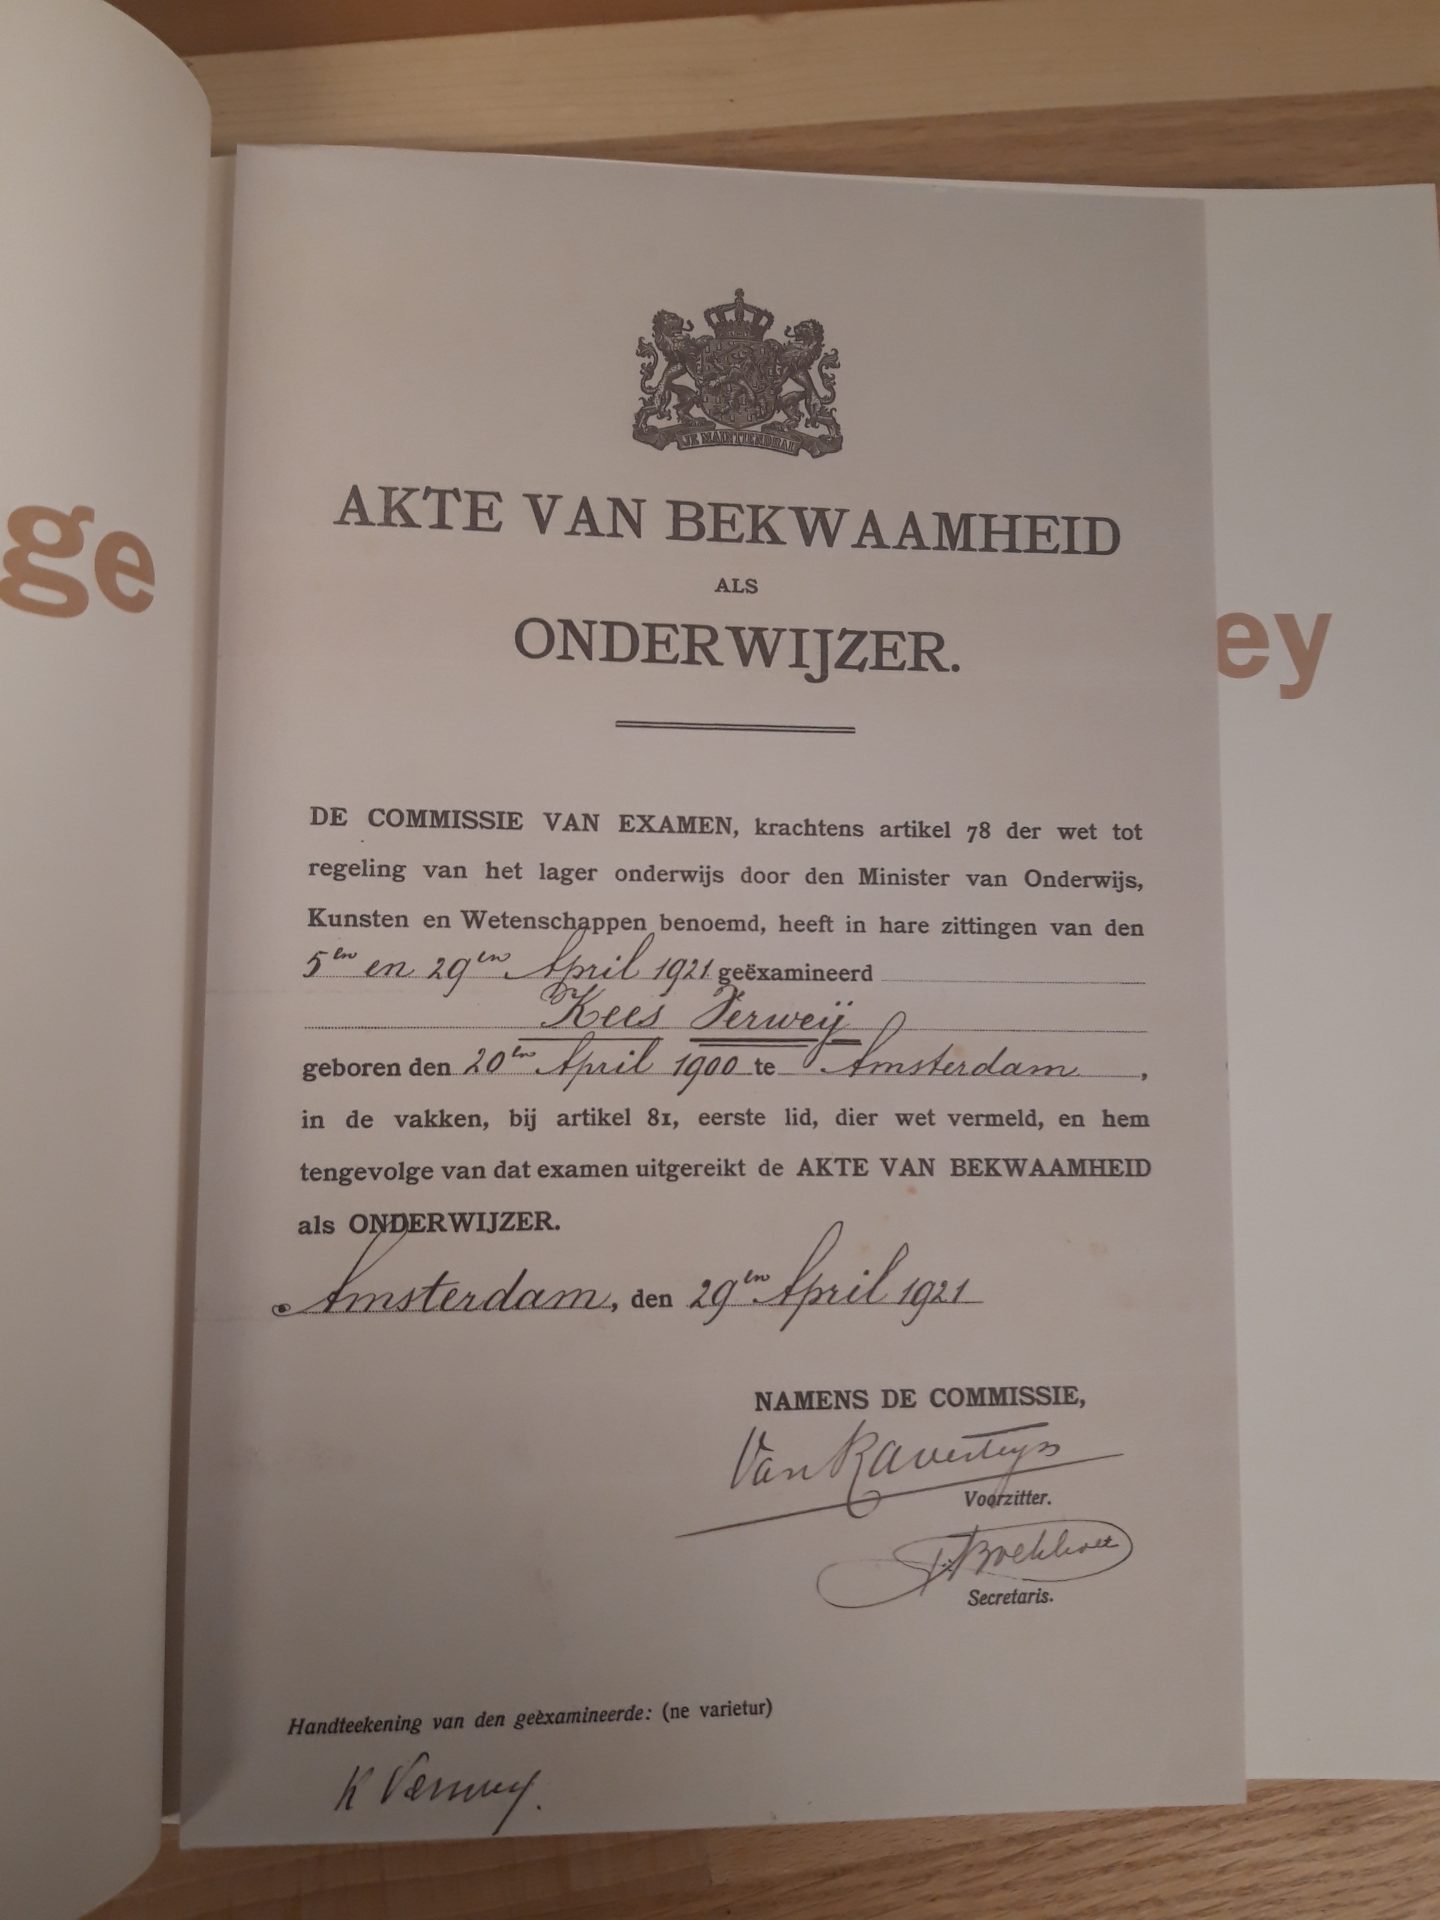 ge
ey
JE MAINTIENDRAI
AKTE VAN BEKWAAMHEID
ALS
ONDERWIJZER.
DE COMMISSIE VAN EXAMEN, krachtens artikel 78 der wet tot
regeling van het lager onderwijs door den Minister van Onderwijs,
Kunsten en Wetenschappen benoemd, heeft in hare zittingen van den
5en en 29en April 1921 geëxamineerd
Kees Verweij
geboren den 20en April 1900 te Amsterdam,
in de vakken, bij artikel 81, eerste lid, dier wet vermeld, en hem
tengevolge van dat examen uitgereikt de AKTE VAN BEKWAAMHEID
als ONDERWIJZER.
Amsterdam, den 29en April 1921
NAMENS DE COMMISSIE,
Van
Voorzitter.
Secretaris.
Handteekening van den geëxamineerde: (ne varietur)
K Verweij.